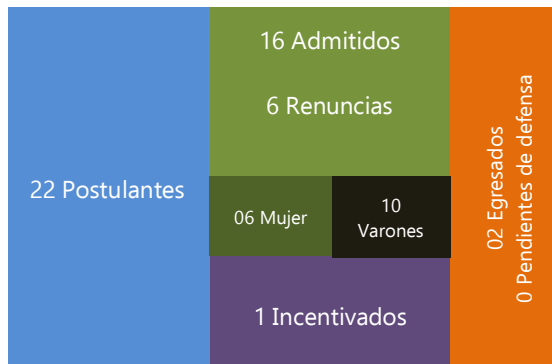 22 Postulantes
16 Admitidos
6 Renuncias
06 Mujer
10
Varones
1 Incentivados
02 Egresados
0 Pendientes de defensa